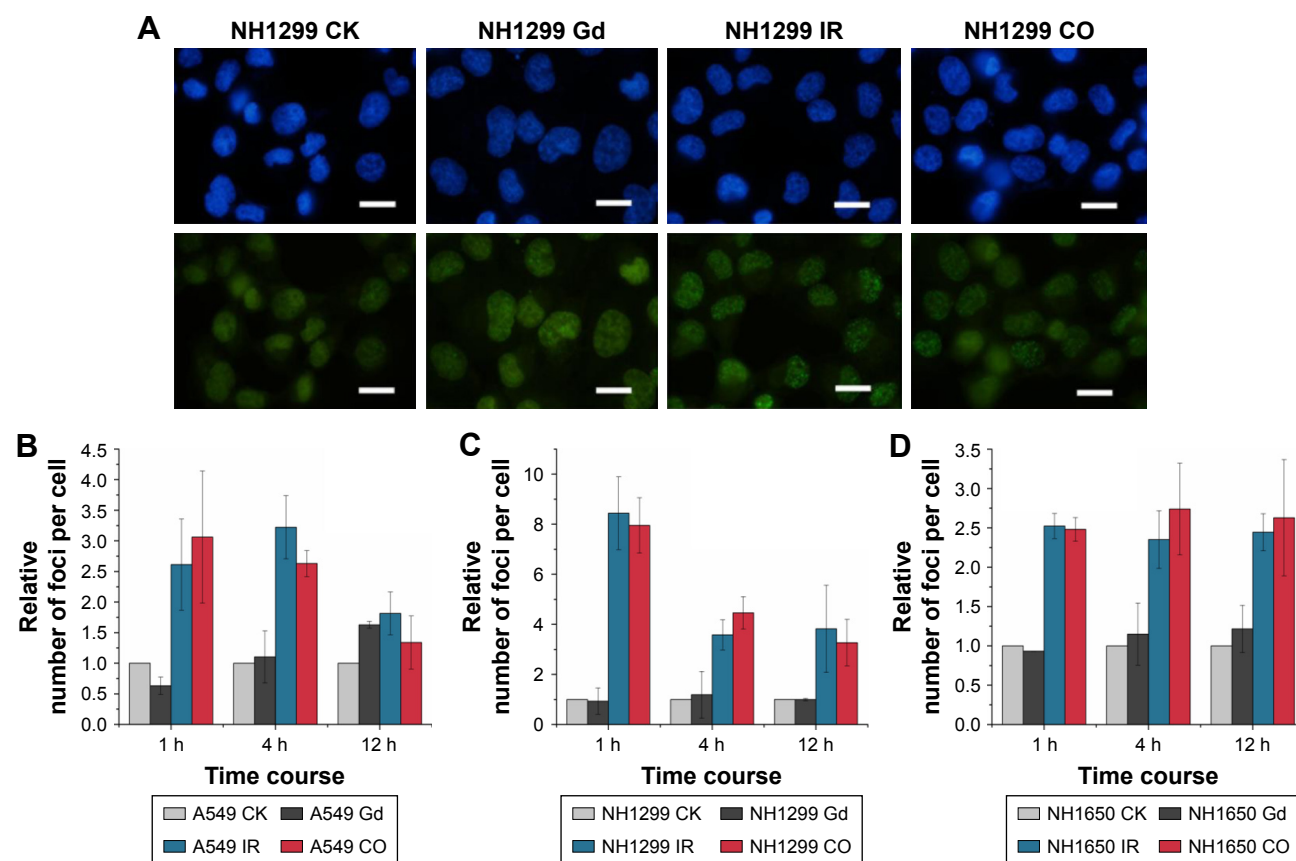 A
NH1299 CK NH1299 Gd NH1299 IR NH1299 CO
B
Relative
number of foci per cell
4.5
4.0
3.5
3.0
2.5
2.0
1.5
1.0
0.5
0.0
1 h 4 h 12 h
Time course
A549 CK A549 Gd
A549 IR A549 CO
C
Relative
number of foci per cell
10
8
6
4
2
0
1 h 4 h 12 h
Time course
NH1299 CK NH1299 Gd
NH1299 IR NH1299 CO
D
Relative
number of foci per cell
3.5
3.0
2.5
2.0
1.5
1.0
0.5
0.0
1 h 4 h 12 h
Time course
NH1650 CK NH1650 Gd
NH1650 IR NH1650 CO